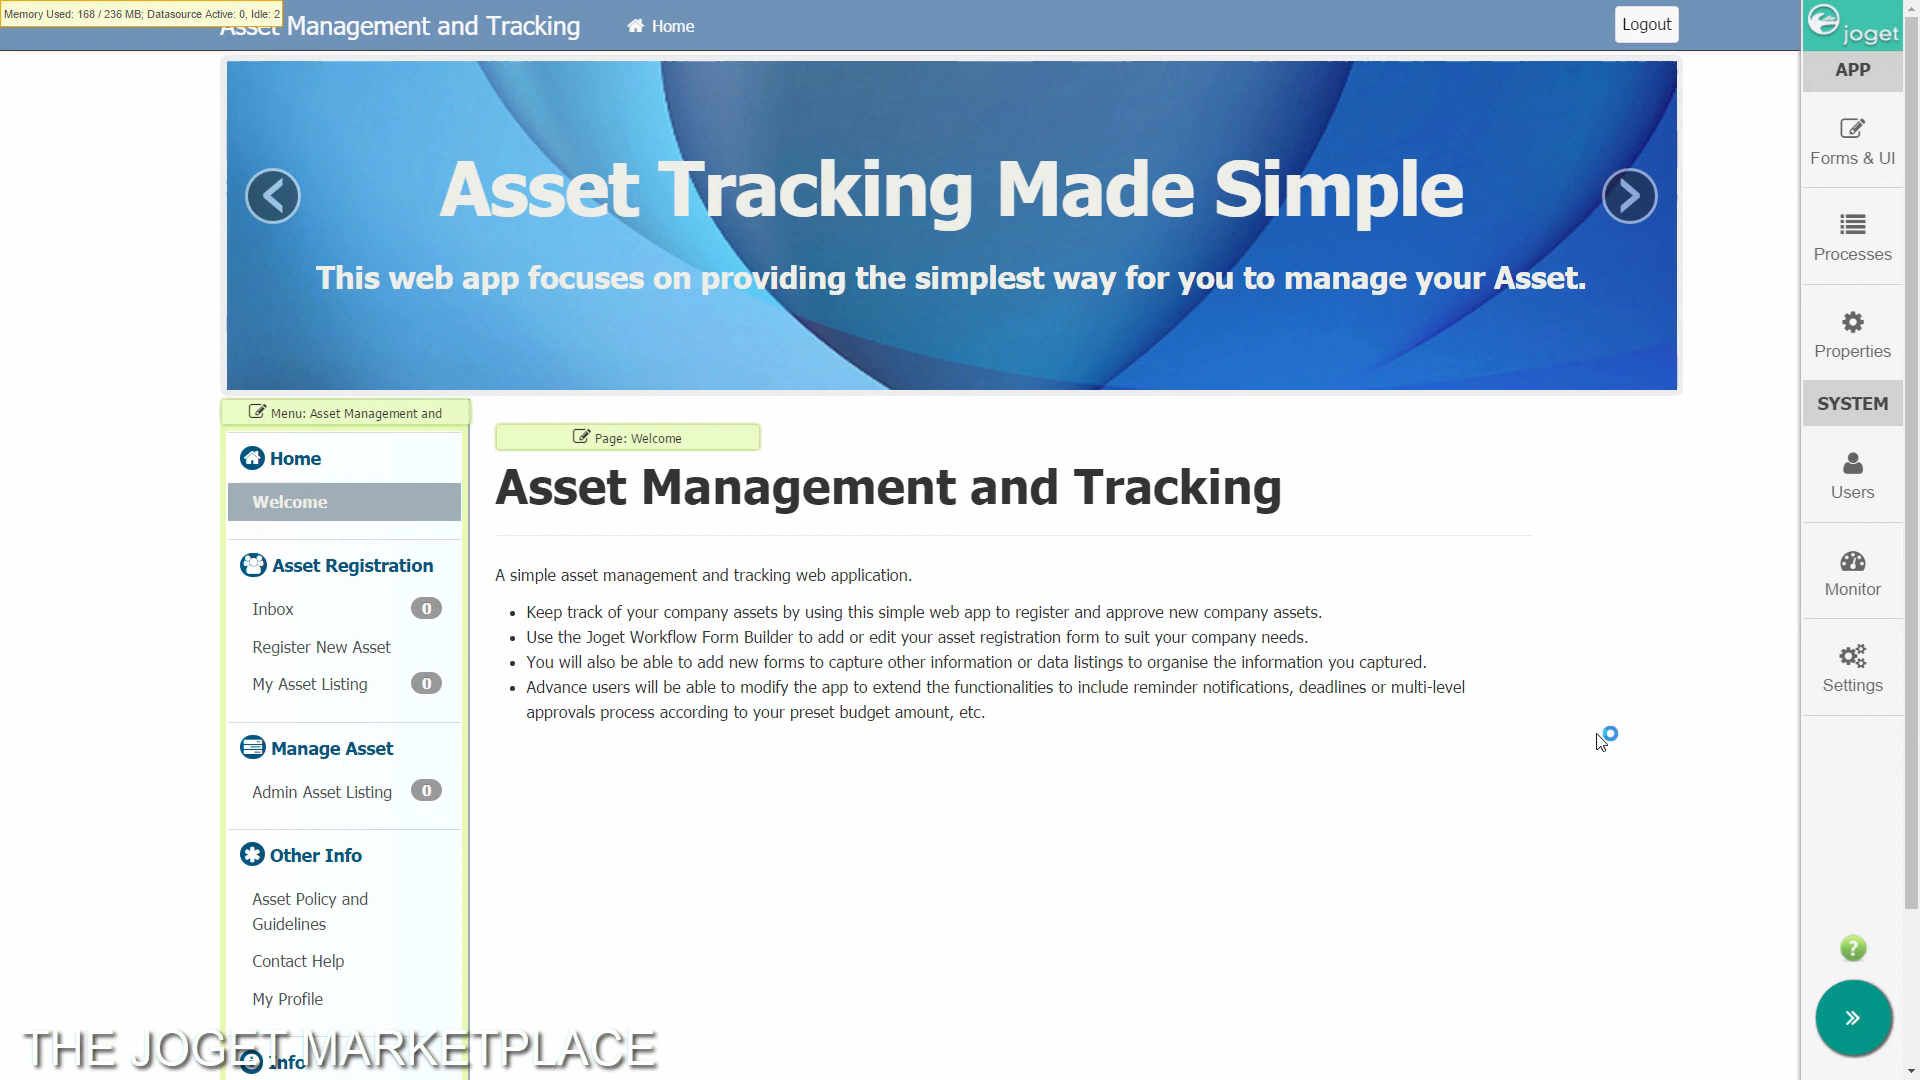 Memory Used: 168 / 236 MB; Datasource Active: 0, Idle: 2
Asset Management and Tracking
Home
Logout
joget
APP
Forms & UI
Processes
Properties
SYSTEM
Users
Monitor
Settings
Asset Tracking Made Simple
This web app focuses on providing the simplest way for you to manage your Asset.
Menu: Asset Management and
Home
Welcome
Asset Registration
Inbox 0
Register New Asset
My Asset Listing 0
Manage Asset
Admin Asset Listing 0
Other Info
Asset Policy and
Guidelines
Contact Help
My Profile
Info
Page: Welcome
Asset Management and Tracking
A simple asset management and tracking web application.
Keep track of your company assets by using this simple web app to register and approve new company assets.
Use the Joget Workflow Form Builder to add or edit your asset registration form to suit your company needs.
You will also be able to add new forms to capture other information or data listings to organise the information you captured.
Advance users will be able to modify the app to extend the functionalities to include reminder notifications, deadlines or multi-level
approvals process according to your preset budget amount, etc.
?
THE JOGET MARKETPLACE